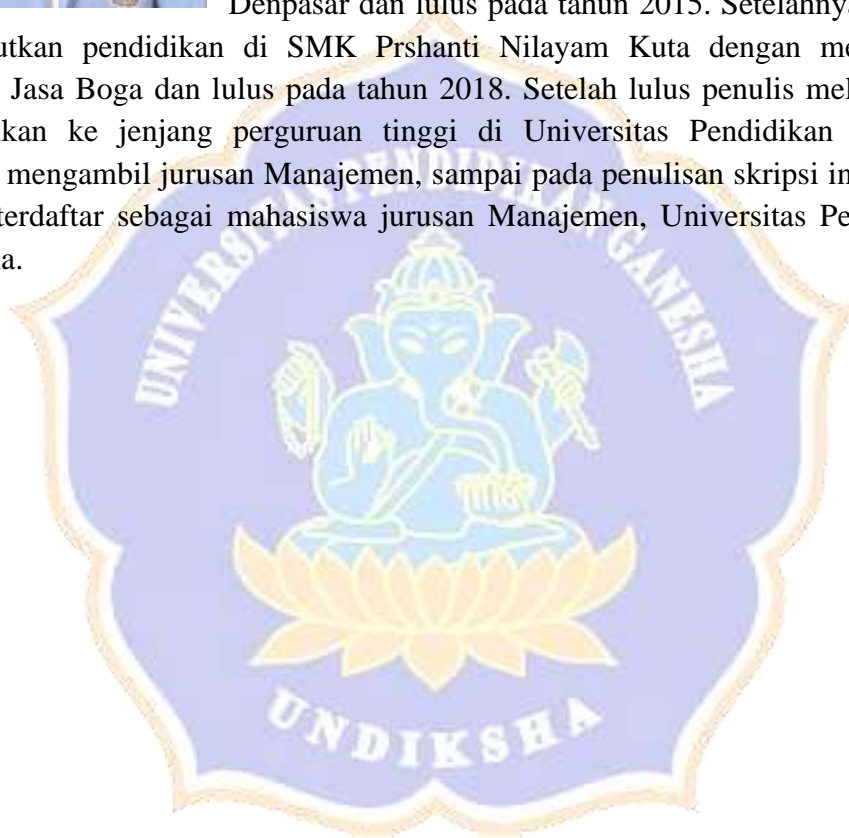 Denpasar dan lulus pada tahun 2015. Setelahnya
utkan pendidikan di SMK Prshanti Nilayam Kuta dengan me
Jasa Boga dan lulus pada tahun 2018. Setelah lulus penulis mel
ikan ke jenjang perguruan tinggi di Universitas Pendidikan
mengambil jurusan Manajemen, sampai pada penulisan skripsi in
terdaftar sebagai mahasiswa jurusan Manajemen, Universitas Pe
a.
UNIVERSITAS PENDIDIKAN GANESHA
UNDIKSHA